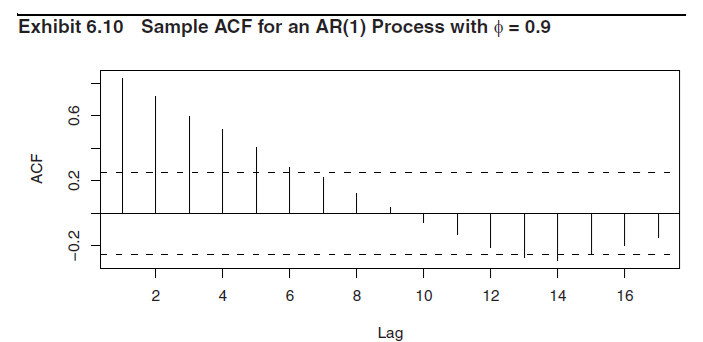 Exhibit 6.10 Sample ACF for an AR(1) Process with ϕ = 0.9
ACF
0.6
0.2
−0.2
2 4 6 8 10 12 14 16
Lag